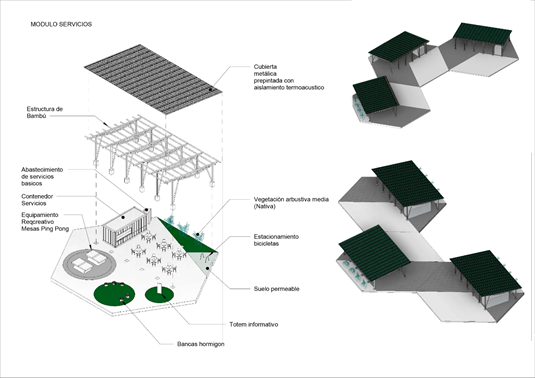 MODULO SERVICIOS
Cubierta
metálica
prepintada con
aislamiento termoacustico
Estructura de
Bambú
Abastecimiento
de servicios
basicos
Contenedor
Servicios
Equipamiento
Reqcreativo
Mesas Ping Pong
Vegetación arbustiva media
(Nativa)
Estacionamiento
bicicletas
Suelo permeable
Totem informativo
Bancas hormigon